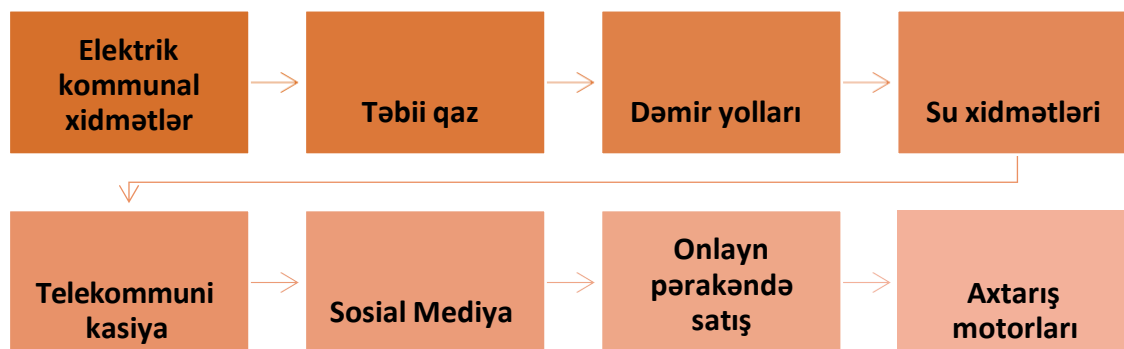 Elektrik
kommunal
xidmətlər
Təbii qaz
Dəmir yolları
Su xidmətləri
Telekommuni
kasiya
Sosial Mediya
Onlayn
pərakəndə
satış
Axtarış
motorları